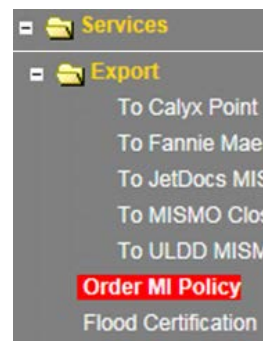 Services
Export
To Calyx Point
To Fannie Mae
To JetDocs MIS
To MISMO Clos
To ULDD MISM
Order MI Policy
Flood Certification